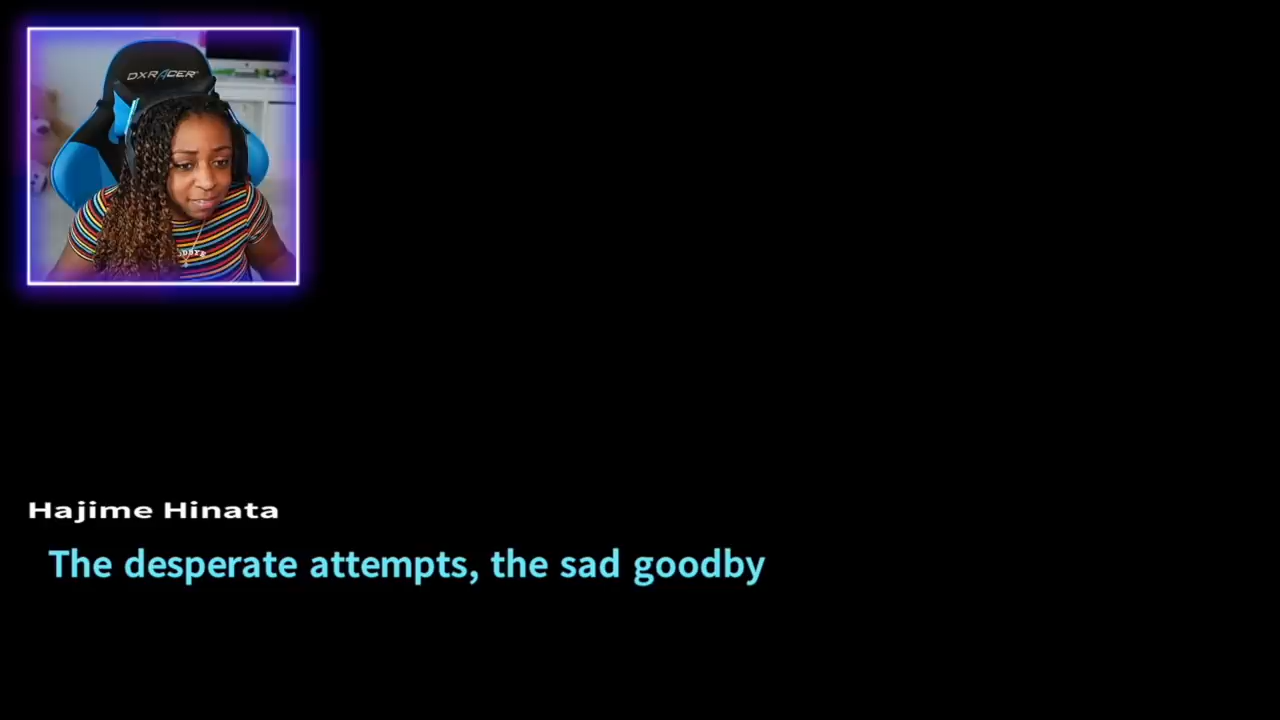 DXRACER
Hajime Hinata
The desperate attempts, the sad goodby